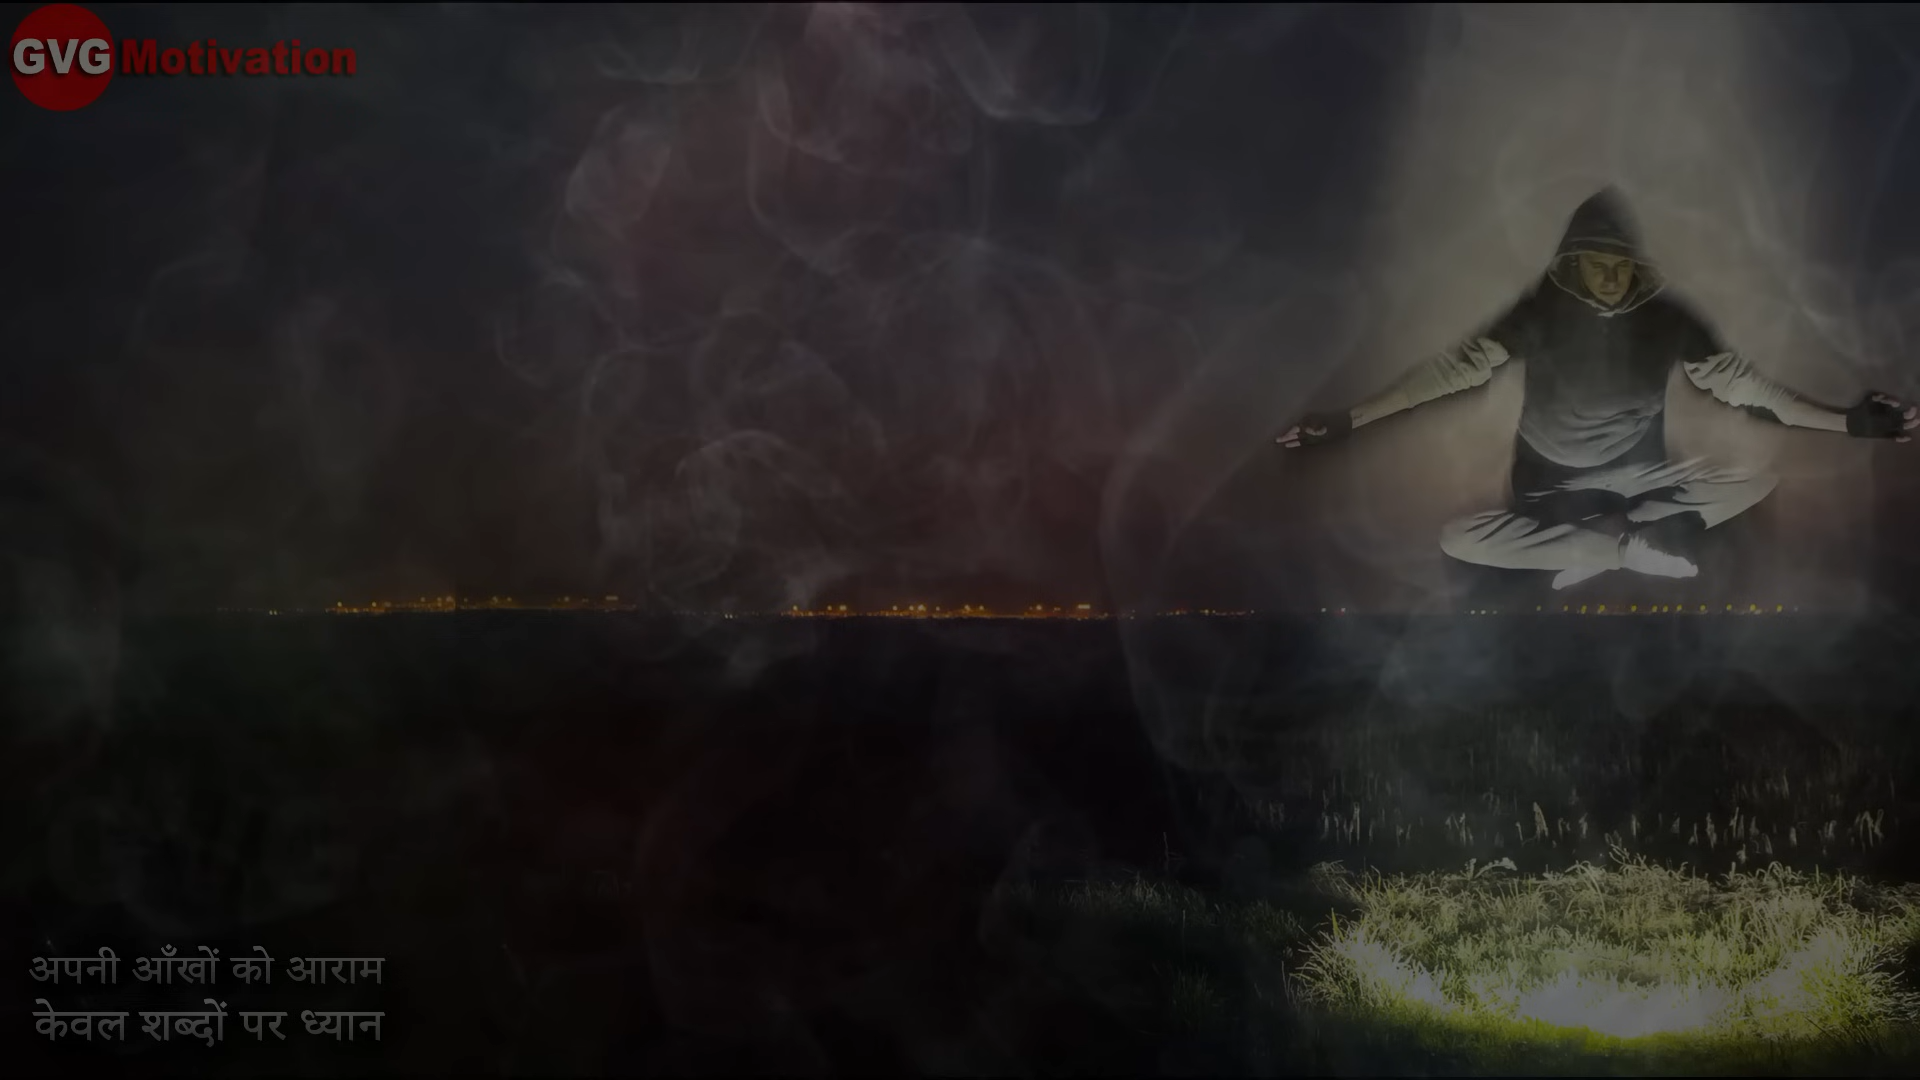 GVG Motivation
अपनी आँखों को आराम
केवल शब्दों पर ध्यान